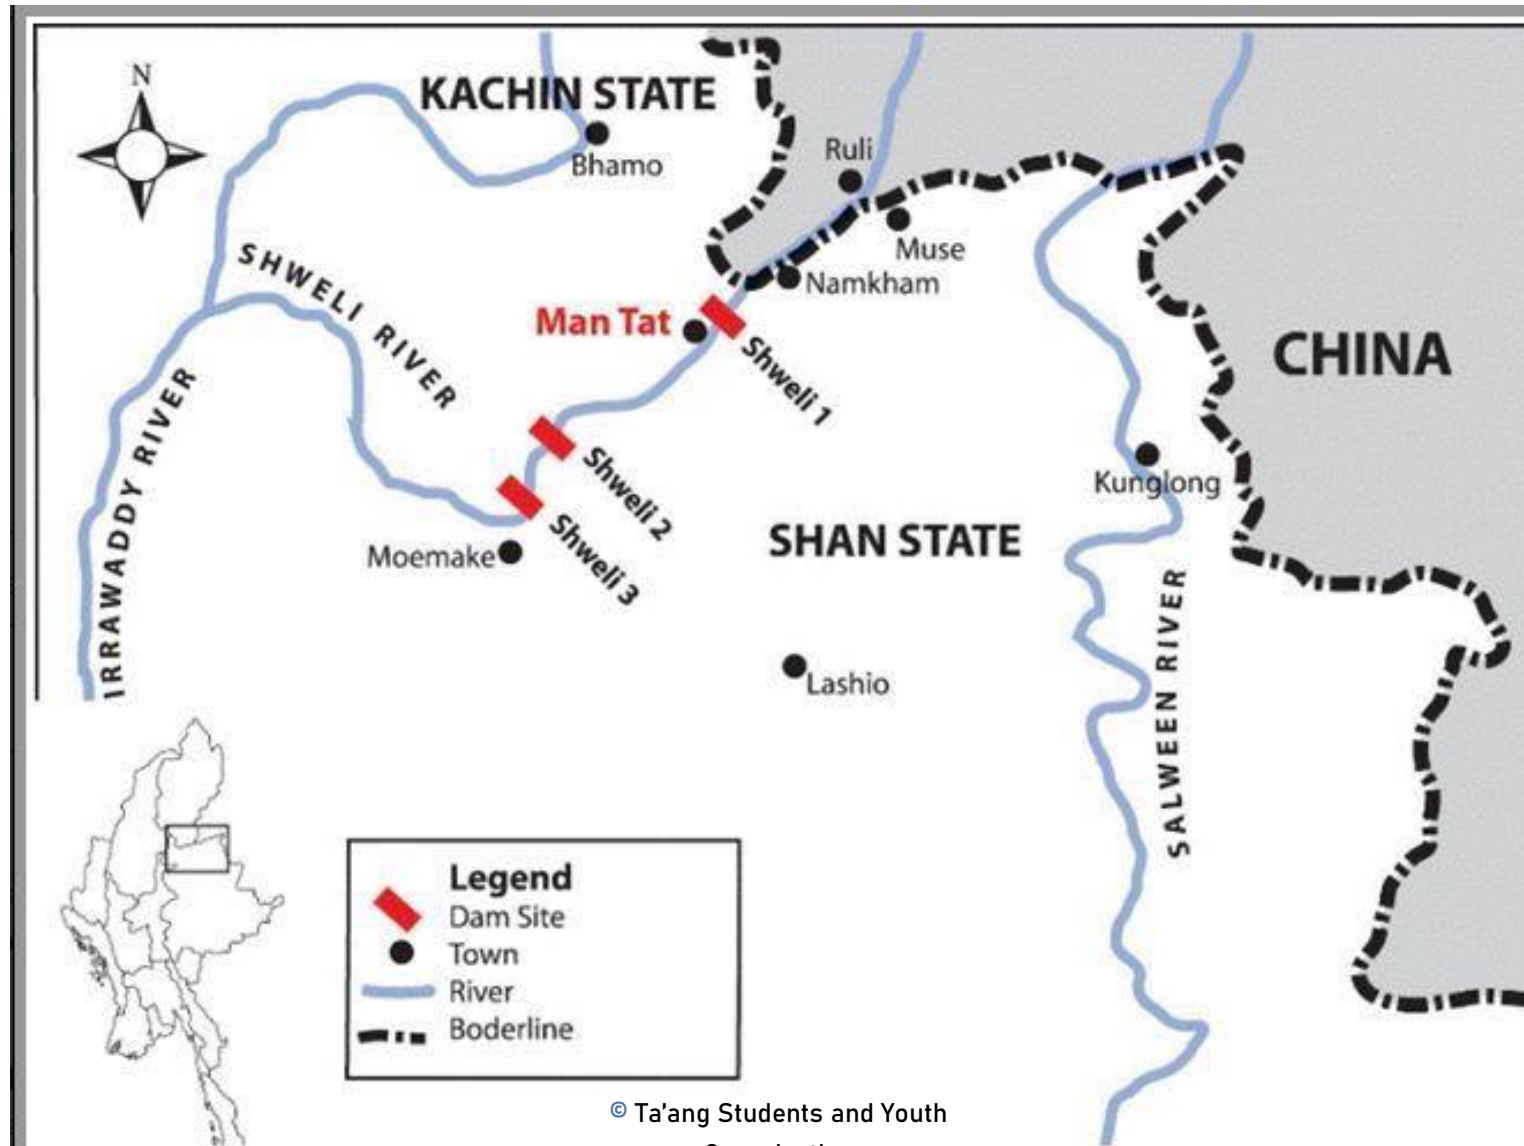 N
KACHIN STATE
Bhamo
Ruli
Muse
Namkham
SHWELI RIVER
Man Tat
Shweli 1
CHINA
IRRAWADDY RIVER
Shweli 2
Kunglong
Shweli 3
SHAN STATE
Moemake
SALWEEN RIVER
Lashio
Legend
Dam Site
Town
River
Boderline
© Ta'ang Students and Youth